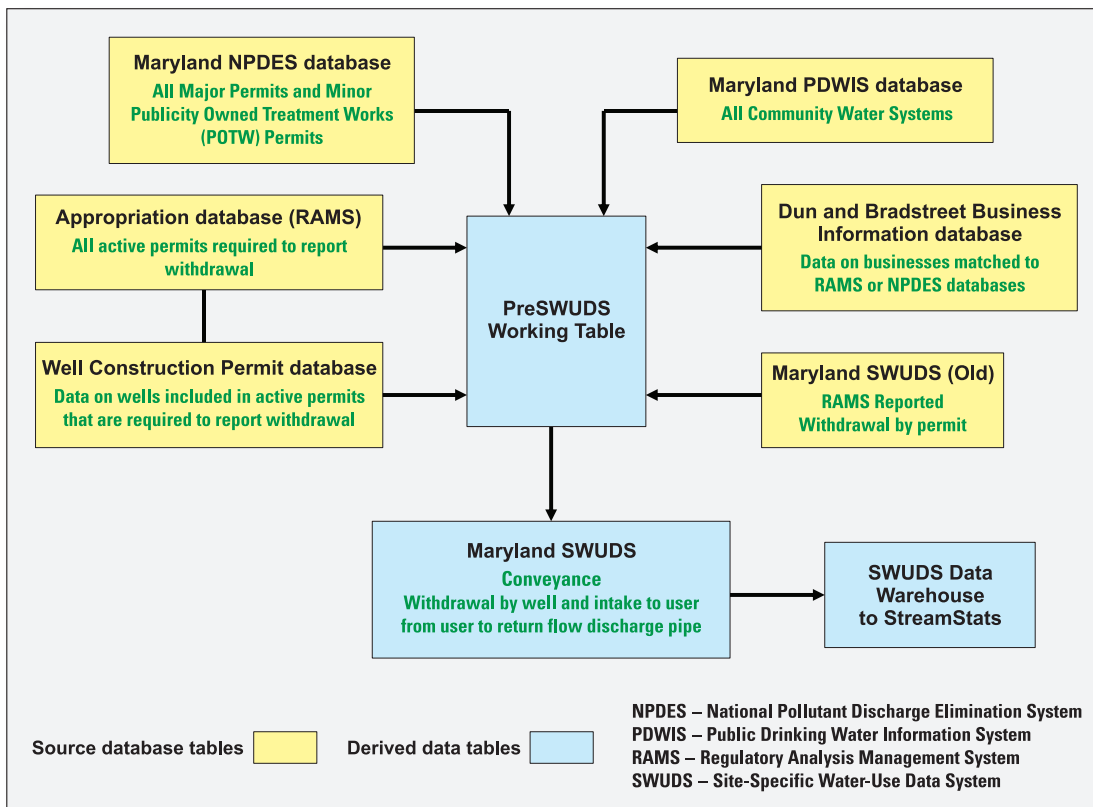 Maryland NPDES database
All Major Permits and Minor
Publicity Owned Treatment Works
(POTW) Permits
Maryland PDWIS database
All Community Water Systems
Appropriation database (RAMS)
All active permits required to report
withdrawal
Dun and Bradstreet Business
Information database
Data on businesses matched to
RAMS or NPDES databases
PreSWUDS
Working Table
Well Construction Permit database
Data on wells included in active permits
that are required to report withdrawal
Maryland SWUDS (Old)
RAMS Reported
Withdrawal by permit
Maryland SWUDS
Conveyance
Withdrawal by well and intake to user
from user to return flow discharge pipe
SWUDS Data
Warehouse
to StreamStats
Source database tables
Derived data tables
NPDES – National Pollutant Discharge Elimination System
PDWIS – Public Drinking Water Information System
RAMS – Regulatory Analysis Management System
SWUDS – Site-Specific Water-Use Data System